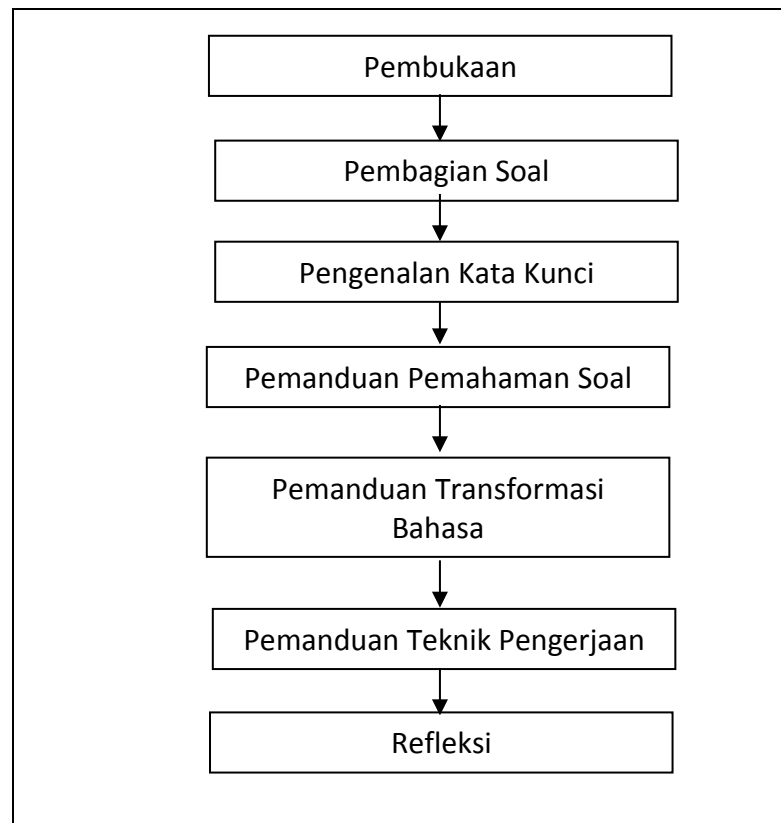 Pembukaan
Pembagian Soal
Pengenalan Kata Kunci
Pemanduan Pemahaman Soal
Pemanduan Transformasi
Bahasa
Pemanduan Teknik Pengerjaan
Refleksi